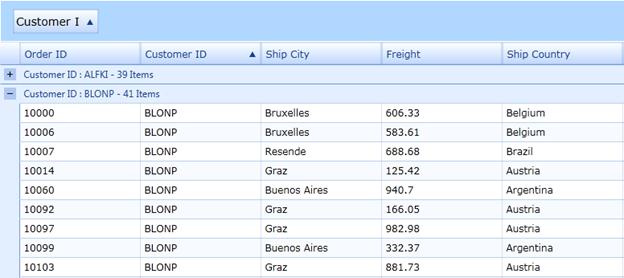 Customer I
Order ID Customer ID Ship City Freight Ship Country
Customer ID : ALFKI - 39 Items
Customer ID : BLONP - 41 Items
10000 BLONP Bruxelles 606.33 Belgium
10006 BLONP Bruxelles 583.61 Belgium
10007 BLONP Resende 688.68 Brazil
10014 BLONP Graz 125.42 Austria
10060 BLONP Buenos Aires 940.7 Argentina
10092 BLONP Graz 166.05 Austria
10097 BLONP Graz 982.98 Austria
10099 BLONP Buenos Aires 332.37 Argentina
10103 BLONP Graz 881.73 Austria